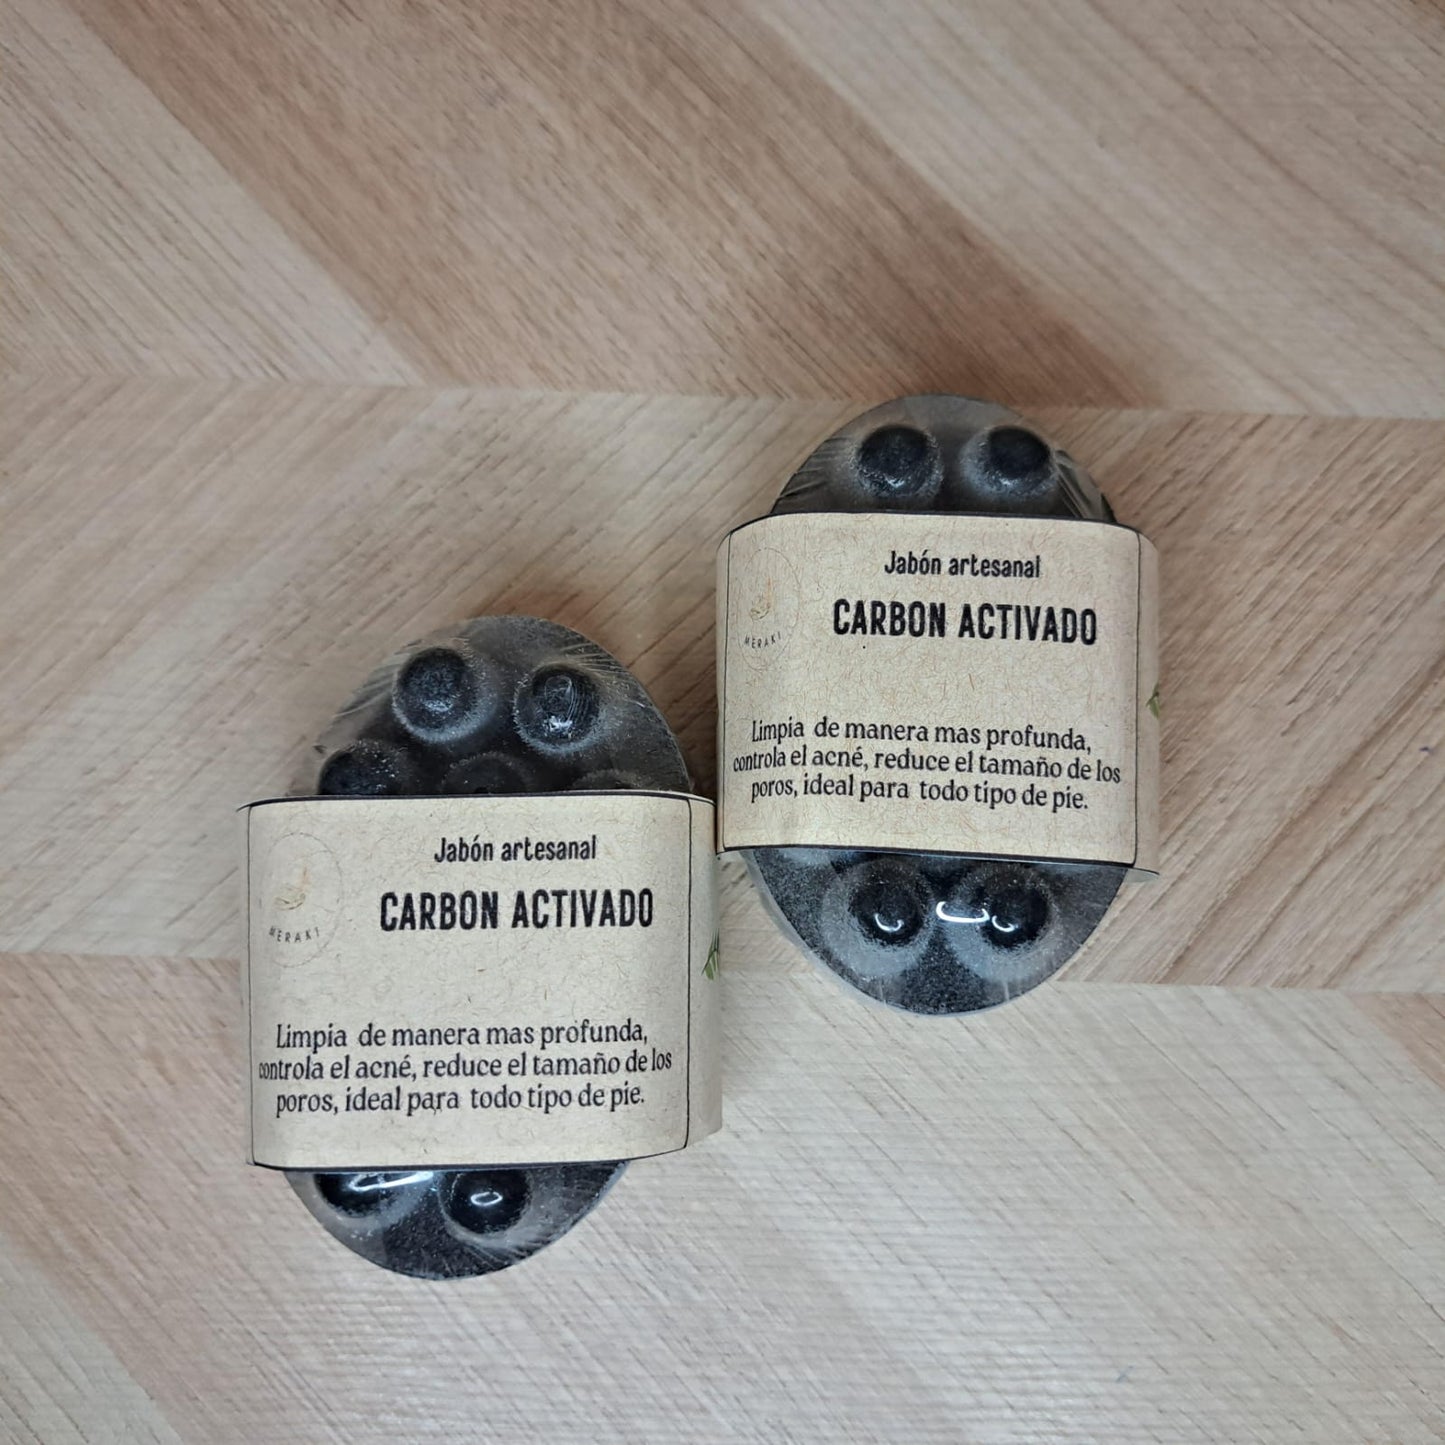 Jabón artesanal
CARBON ACTIVADO
MERAKI
Limpia de manera mas profunda,
controla el acné, reduce el tamaño de los
poros, ideal para todo tipo de pie.
Jabón artesanal
CARBON ACTIVADO
MERAKI
Limpia de manera mas profunda,
controla el acné, reduce el tamaño de los
poros, ideal para todo tipo de pie.